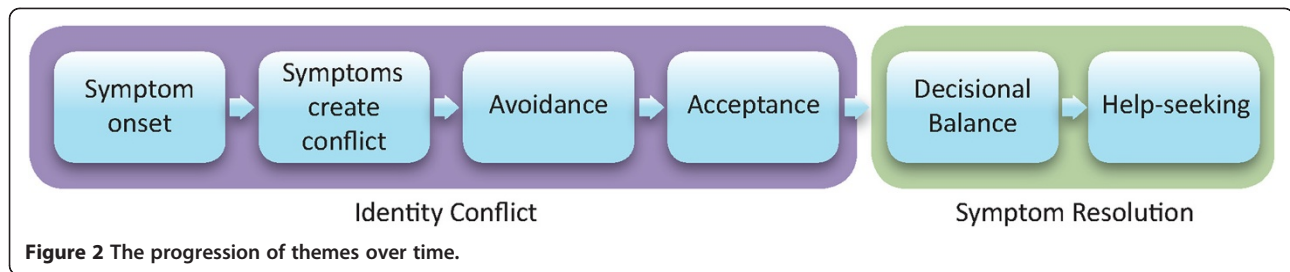 Symptom
onset
Symptoms
create
conflict
Avoidance
Acceptance
Decisional
Balance
Help-seeking
Identity Conflict
Symptom Resolution
Figure 2 The progression of themes over time.